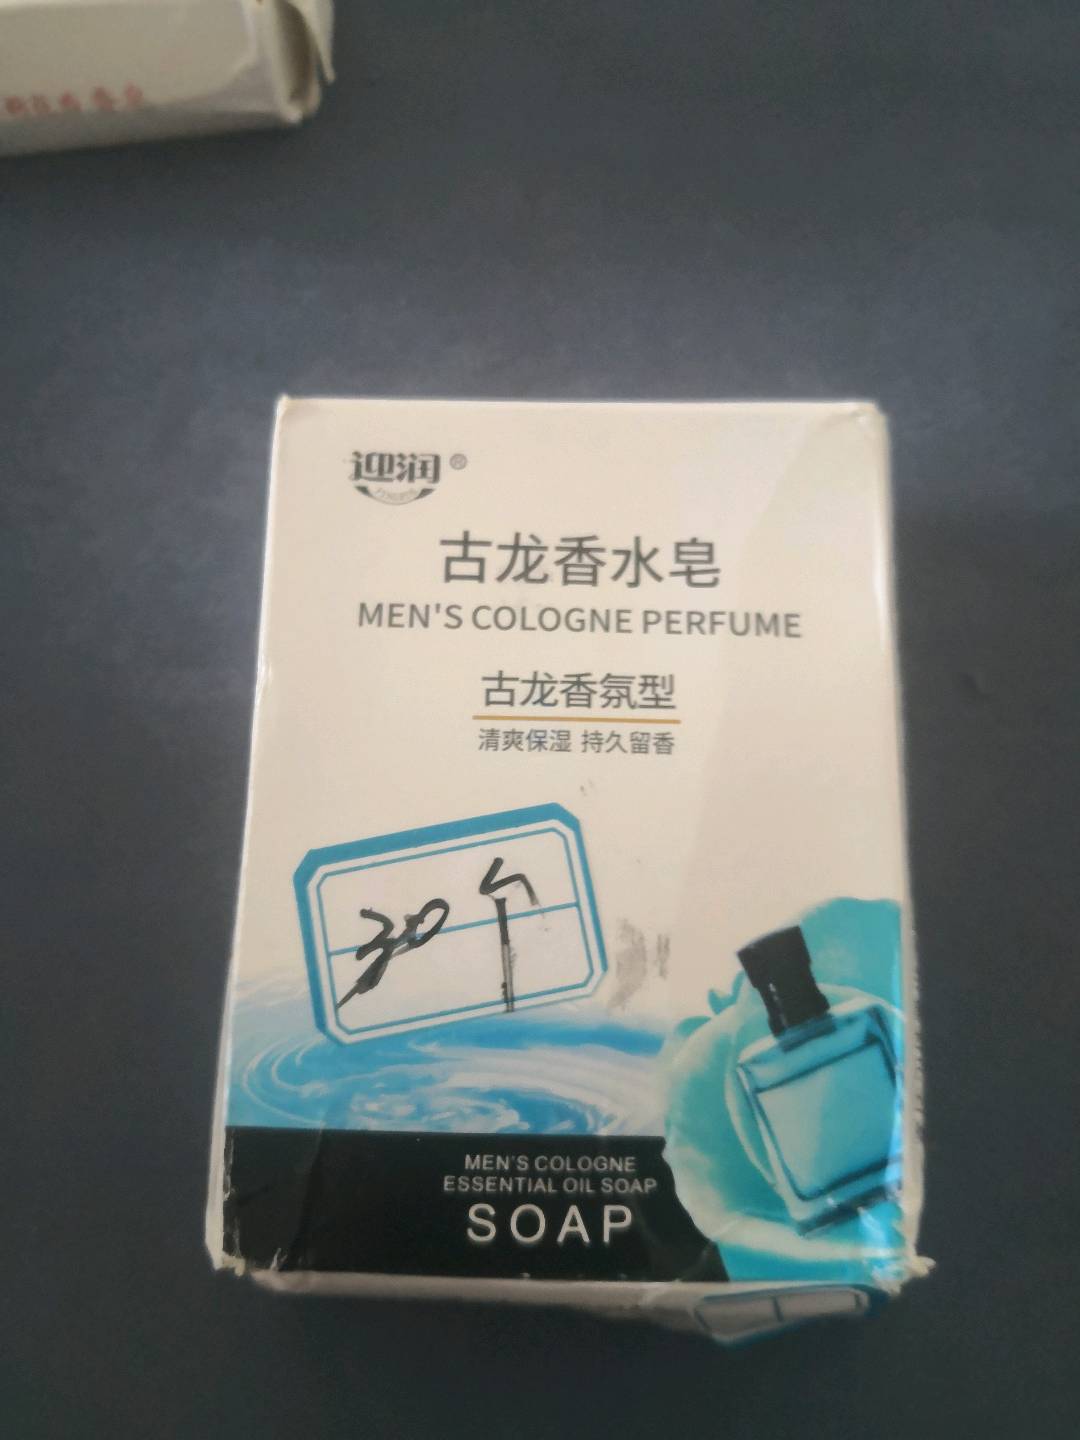 迎润®
古龙香水皂
MEN'S COLOGNE PERFUME
古龙香氛型
清爽保湿 持久留香
30个
MEN'S COLOGNE
ESSENTIAL OIL SOAP
SOAP